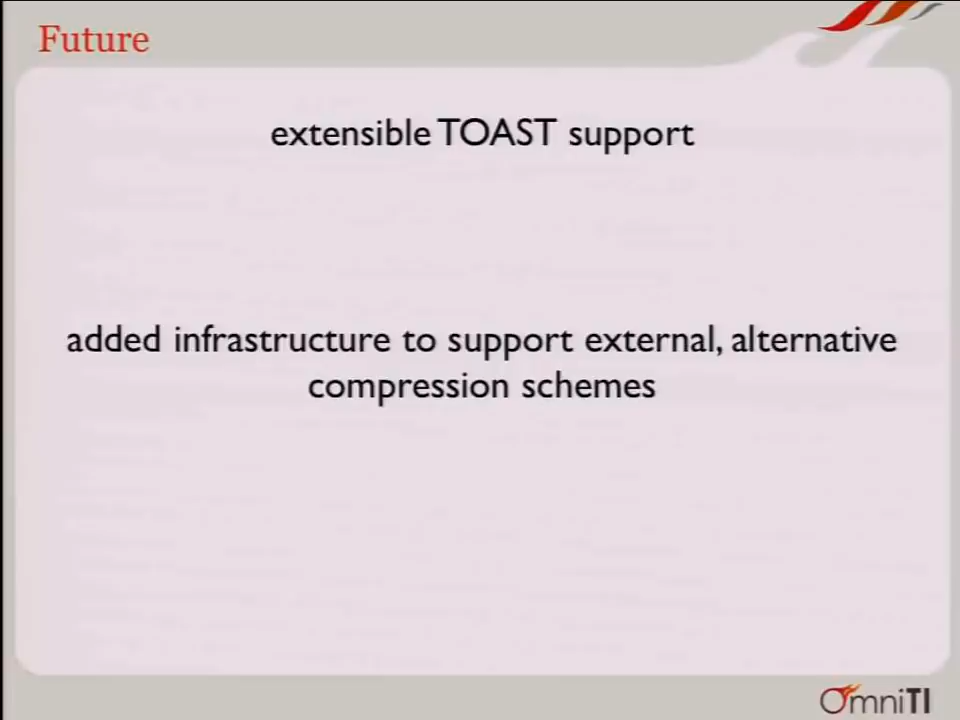 Future
extensible TOAST support
added infrastructure to support external, alternative
compression schemes
OmniTI